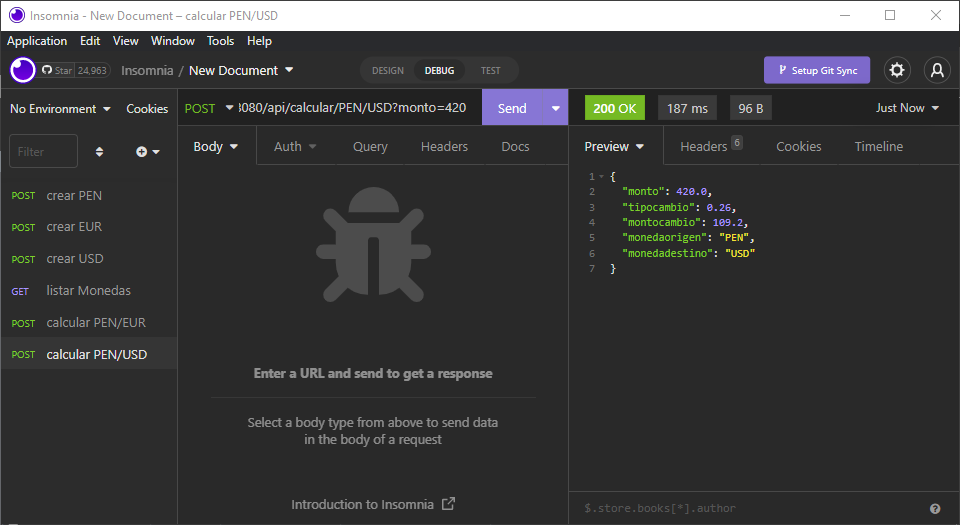 Insomnia - New Document – calcular PEN/USD
Application Edit View Window Tools Help
Star 24,963 Insomnia / New Document DESIGN DEBUG TEST Setup Git Sync
No Environment Cookies POST 8080/api/calcular/PEN/USD?monto=420 Send 200 OK 187 ms 96 B Just Now
Filter Body Auth Query Headers Docs Preview Headers 6 Cookies Timeline
1 {
2 "monto": 420.0,
3 "tipocambio": 0.26,
4 "montocambio": 109.2,
5 "monedaorigen": "PEN",
6 "monedadestino": "USD"
7 }
POST crear PEN
POST crear EUR
POST crear USD
GET listar Monedas
POST calcular PEN/EUR
POST calcular PEN/USD
Enter a URL and send to get a response
Select a body type from above to send data
in the body of a request
Introduction to Insomnia
$.store.books[*].author